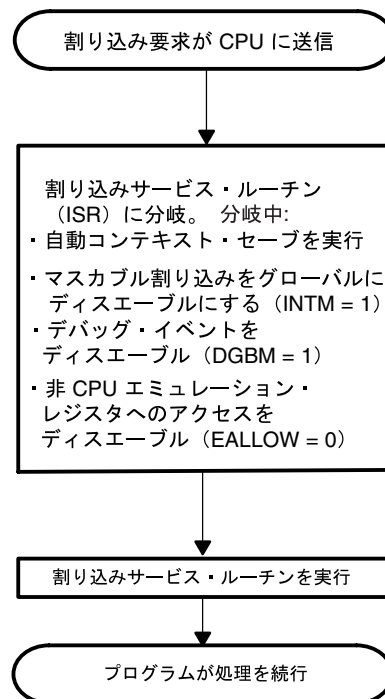 割り込み要求が CPU に送信
割り込みサービス・ルーチン
（ISR）に分岐。 分岐中:
・自動コンテキスト・セーブを実行
・マスカブル割り込みをグローバルに
ディスエーブルにする（INTM = 1）
・デバッグ・イベントを
ディスエーブル（DGBM = 1）
・非 CPU エミュレーション・
レジスタへのアクセスを
ディスエーブル（EALLOW = 0）
割り込みサービス・ルーチンを実行
プログラムが処理を続行